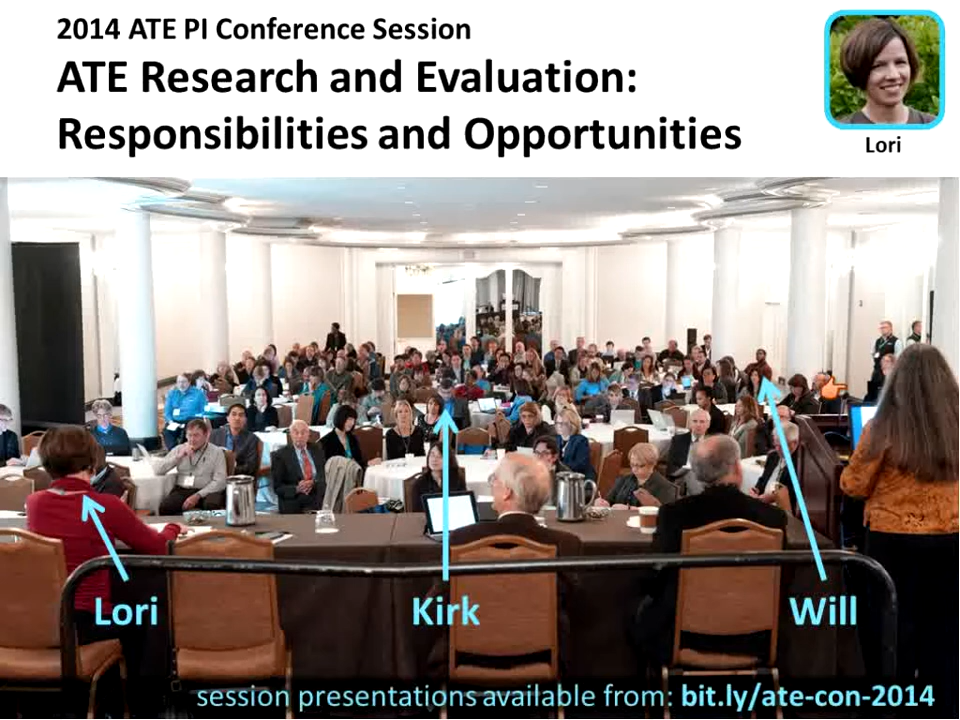 2014 ATE PI Conference Session
ATE Research and Evaluation:
Responsibilities and Opportunities
Lori
Lori
Kirk
Will
session presentations available from: bit.ly/ate-con-2014